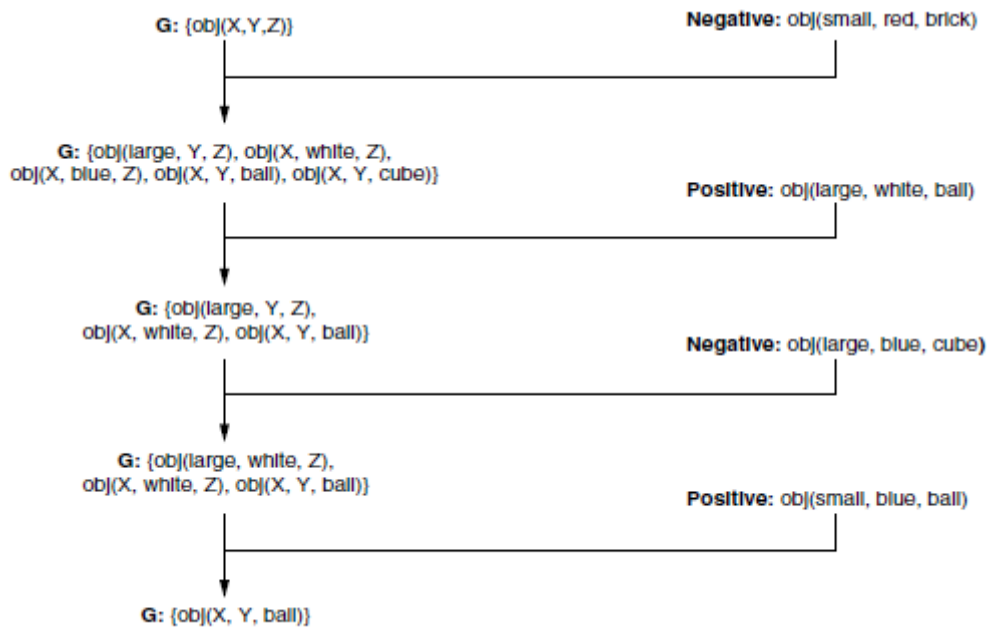 G: {obj(X,Y,Z)}
Negative: obj(small, red, brick)
G: {obj(large, Y, Z), obj(X, white, Z),
obj(X, blue, Z), obj(X, Y, ball), obj(X, Y, cube)}
Positive: obj(large, white, ball)
G: {obj(large, Y, Z),
obj(X, white, Z), obj(X, Y, ball)}
Negative: obj(large, blue, cube)
G: {obj(large, white, Z),
obj(X, white, Z), obj(X, Y, ball)}
Positive: obj(small, blue, ball)
G: {obj(X, Y, ball)}